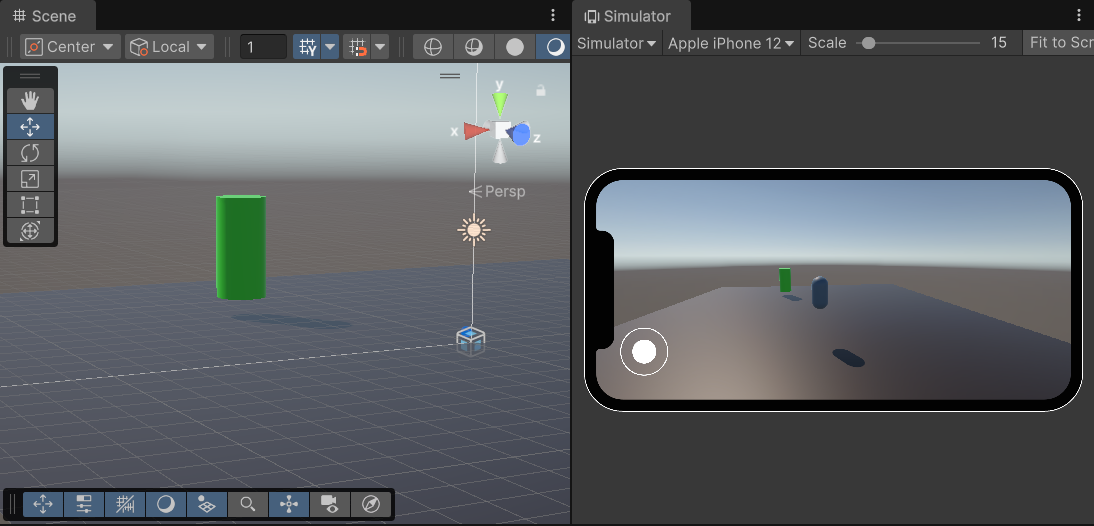 Scene
Simulator
Center
Local
1
Simulator
Apple iPhone 12
Scale
15
Fit to Scr
y
x
z
Persp
Y